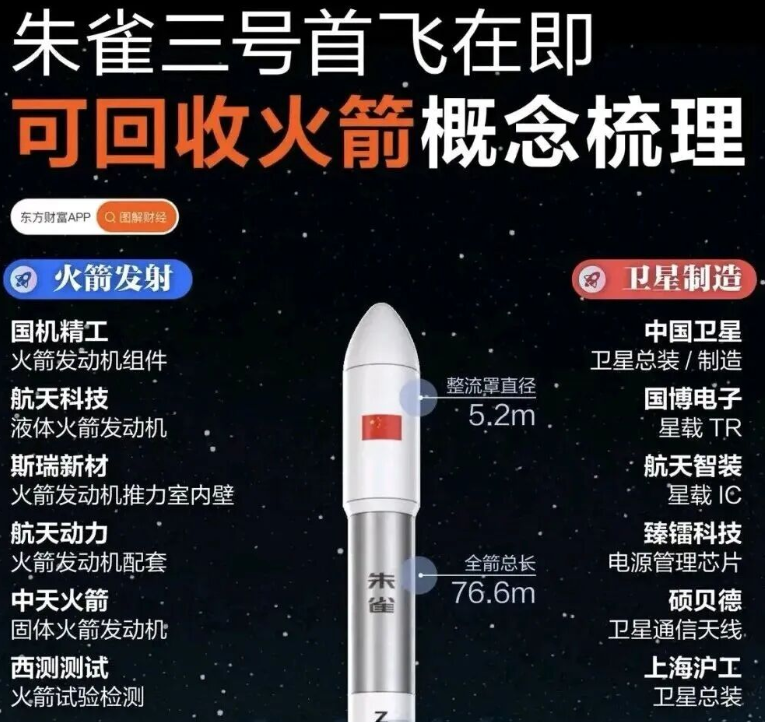 朱雀三号首飞在即
可回收火箭概念梳理
东方财富APP 图解财经
火箭发射
国机精工
火箭发动机组件
航天科技
液体火箭发动机
斯瑞新材
火箭发动机推力室内壁
航天动力
火箭发动机配套
中天火箭
固体火箭发动机
西测测试
火箭试验检测
整流罩直径
5.2m
全箭总长
76.6m
朱
雀
Z
卫星制造
中国卫星
卫星总装/制造
国博电子
星载 TR
航天智装
星载 IC
臻镭科技
电源管理芯片
硕贝德
卫星通信天线
上海沪工
卫星总装